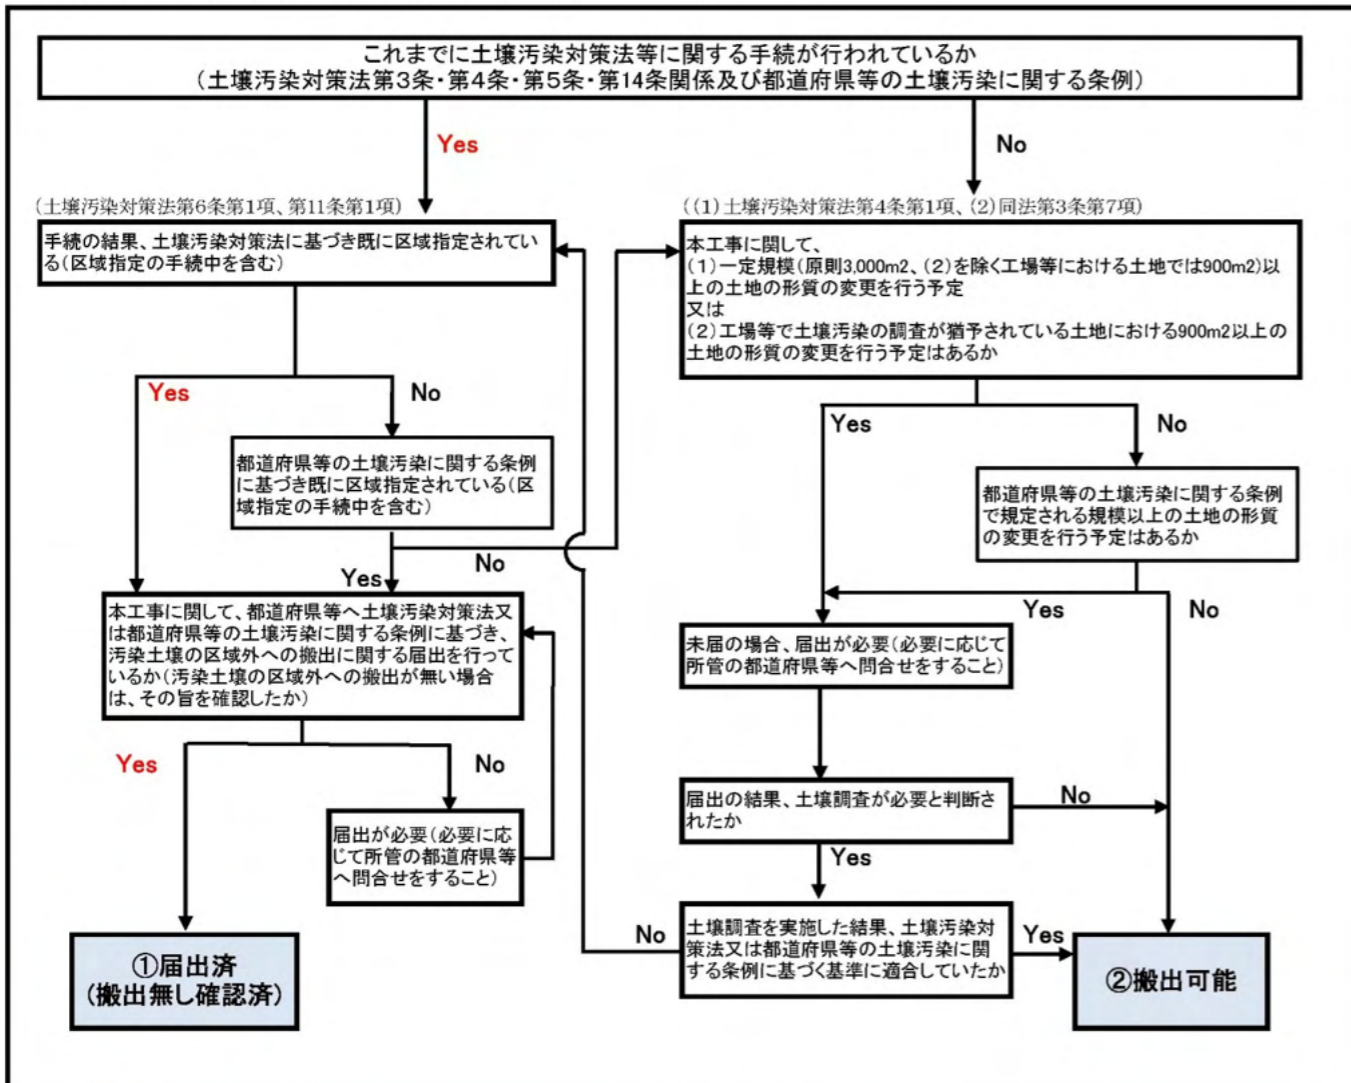 これまでに土壌汚染対策法等に関する手続が行われているか
(土壌汚染対策法第3条・第4条・第5条・第14条関係及び都道府県等の土壌汚染に関する条例)
Yes
No
(土壌汚染対策法第6条第1項、第11条第1項)
手続の結果、土壌汚染対策法に基づき既に区域指定されてい
る(区域指定の手続中を含む)
((1)土壌汚染対策法第4条第1項、(2)同法第3条第7項)
本工事に関して、
(1)一定規模(原則3,000m2、(2)を除く工場等における土地では900m2)以
上の土地の形質の変更を行う予定
又は
(2)工場等で土壌汚染の調査が猶予されている土地における900m2以上の
土地の形質の変更を行う予定はあるか
Yes
No
Yes
No
都道府県等の土壌汚染に関する条例
に基づき既に区域指定されている(区
域指定の手続中を含む)
都道府県等の土壌汚染に関する条例
で規定される規模以上の土地の形質
の変更を行う予定はあるか
Yes
No
Yes
No
本工事に関して、都道府県等へ土壌汚染対策法又
は都道府県等の土壌汚染に関する条例に基づき、
汚染土壌の区域外への搬出に関する届出を行って
いるか(汚染土壌の区域外への搬出が無い場合
は、その旨を確認したか)
未届の場合、届出が必要(必要に応じて
所管の都道府県等へ問合せをすること)
Yes
No
届出の結果、土壌調査が必要と判断さ
れたか
No
Yes
届出が必要(必要に応
じて所管の都道府県等
へ問合せをすること)
土壌調査を実施した結果、土壌汚染対
策法又は都道府県等の土壌汚染に関
する条例に基づく基準に適合していたか
No
Yes
①届出済
(搬出無し確認済)
②搬出可能